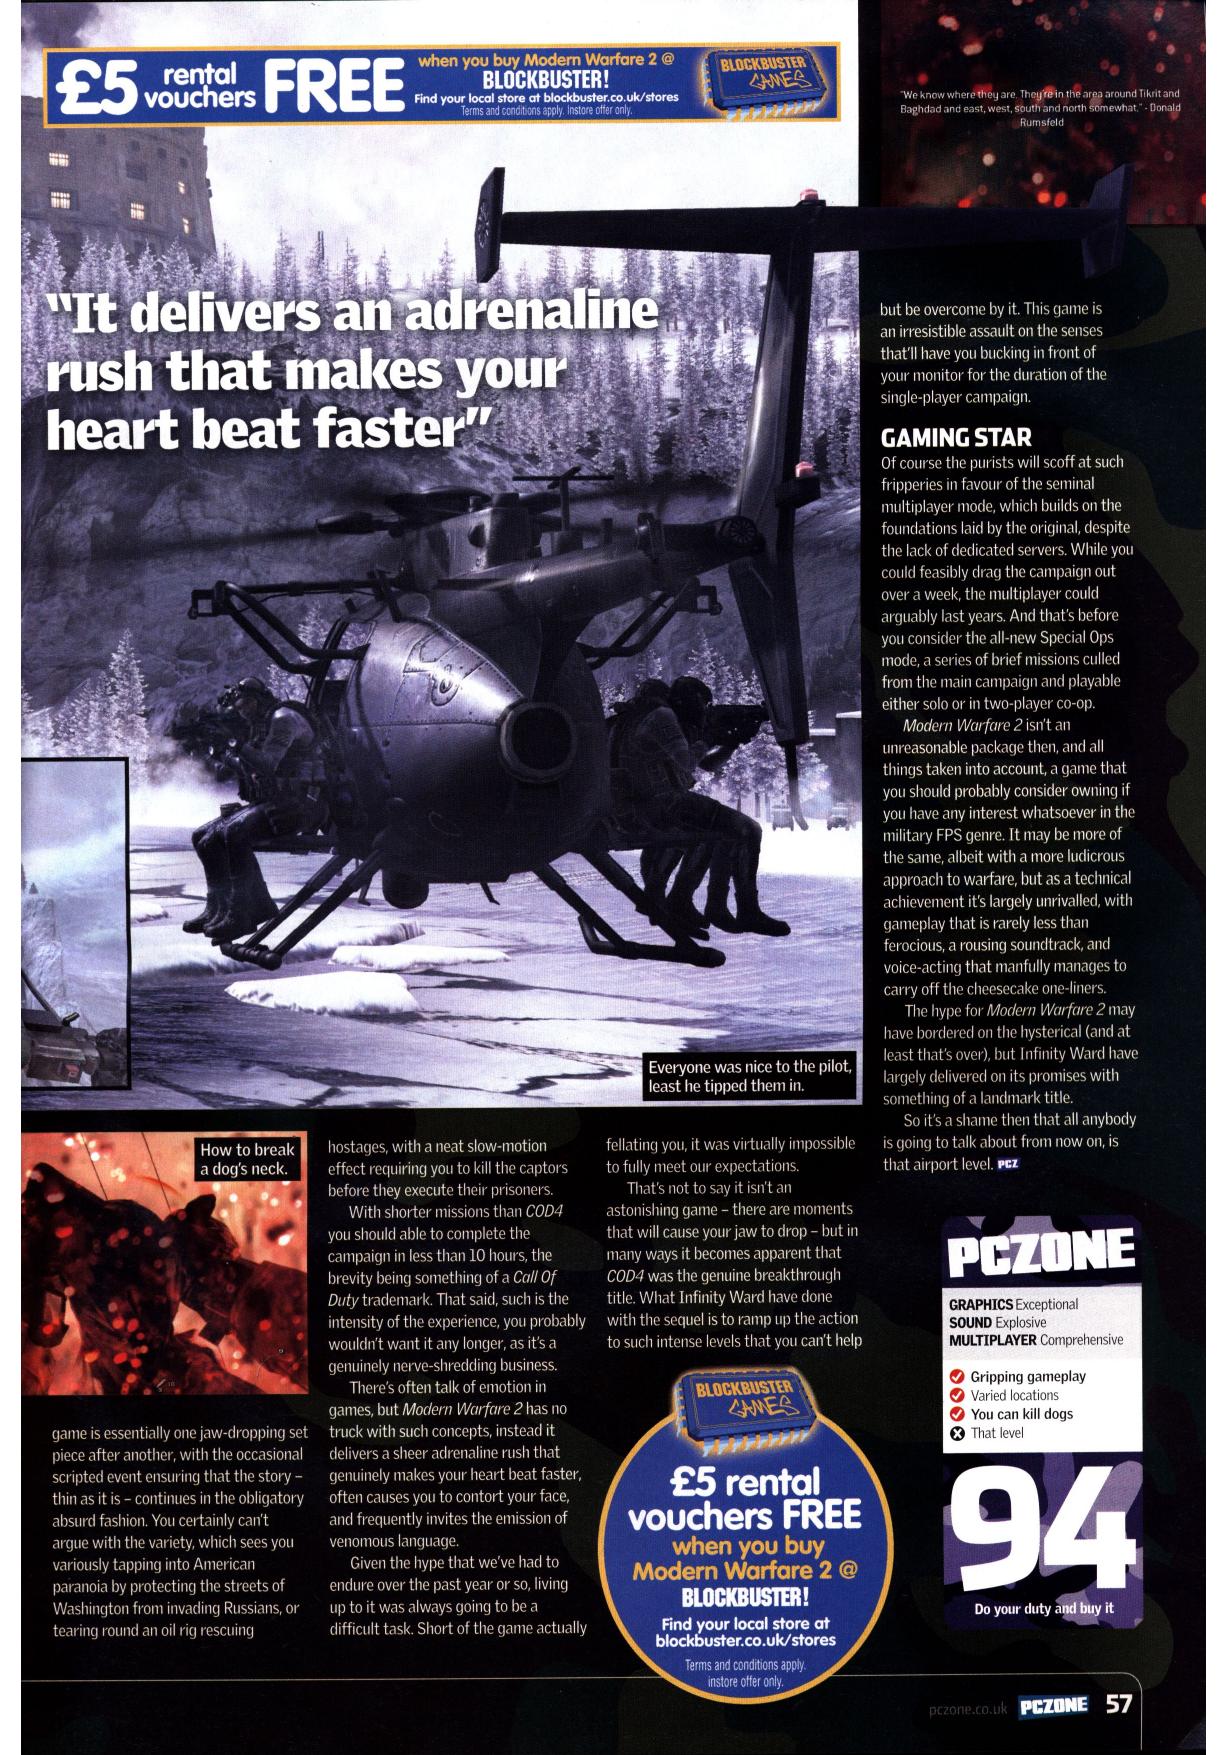 £5 rental vouchers FREE
when you buy Modern Warfare 2 @
BLOCKBUSTER!
Find your local store at blockbuster.co.uk/stores
Terms and conditions apply. Instore offer only.
BLOCKBUSTER
GAMES
"We know where they are. They're in the area around Tikrit and
Baghdad and east, west, south and north somewhat." - Donald
Rumsfeld
"It delivers an adrenaline
rush that makes your
heart beat faster"
Everyone was nice to the pilot,
least he tipped them in.
How to break
a dog's neck.
game is essentially one jaw-dropping set
piece after another, with the occasional
scripted event ensuring that the story –
thin as it is – continues in the obligatory
absurd fashion. You certainly can't
argue with the variety, which sees you
variously tapping into American
paranoia by protecting the streets of
Washington from invading Russians, or
tearing round an oil rig rescuing
hostages, with a neat slow-motion
effect requiring you to kill the captors
before they execute their prisoners.
With shorter missions than COD4
you should able to complete the
campaign in less than 10 hours, the
brevity being something of a Call Of
Duty trademark. That said, such is the
intensity of the experience, you probably
wouldn't want it any longer, as it's a
genuinely nerve-shredding business.
There's often talk of emotion in
games, but Modern Warfare 2 has no
truck with such concepts, instead it
delivers a sheer adrenaline rush that
genuinely makes your heart beat faster,
often causes you to contort your face,
and frequently invites the emission of
venomous language.
Given the hype that we've had to
endure over the past year or so, living
up to it was always going to be a
difficult task. Short of the game actually
fellating you, it was virtually impossible
to fully meet our expectations.
That's not to say it isn't an
astonishing game – there are moments
that will cause your jaw to drop – but in
many ways it becomes apparent that
COD4 was the genuine breakthrough
title. What Infinity Ward have done
with the sequel is to ramp up the action
to such intense levels that you can't help
but be overcome by it. This game is
an irresistible assault on the senses
that'll have you bucking in front of
your monitor for the duration of the
single-player campaign.
GAMING STAR
Of course the purists will scoff at such
fripperies in favour of the seminal
multiplayer mode, which builds on the
foundations laid by the original, despite
the lack of dedicated servers. While you
could feasibly drag the campaign out
over a week, the multiplayer could
arguably last years. And that's before
you consider the all-new Special Ops
mode, a series of brief missions culled
from the main campaign and playable
either solo or in two-player co-op.
Modern Warfare 2 isn't an
unreasonable package then, and all
things taken into account, a game that
you should probably consider owning if
you have any interest whatsoever in the
military FPS genre. It may be more of
the same, albeit with a more ludicrous
approach to warfare, but as a technical
achievement it's largely unrivalled, with
gameplay that is rarely less than
ferocious, a rousing soundtrack, and
voice-acting that manfully manages to
carry off the cheesecake one-liners.
The hype for Modern Warfare 2 may
have bordered on the hysterical (and at
least that's over), but Infinity Ward have
largely delivered on its promises with
something of a landmark title.
So it's a shame then that all anybody
is going to talk about from now on, is
that airport level. PCZ
BLOCKBUSTER
GAMES
£5 rental
vouchers FREE
when you buy
Modern Warfare 2 @
BLOCKBUSTER!
Find your local store at
blockbuster.co.uk/stores
Terms and conditions apply.
instore offer only.
PCZONE
GRAPHICS Exceptional
SOUND Explosive
MULTIPLAYER Comprehensive
Gripping gameplay
Varied locations
You can kill dogs
That level
94
Do your duty and buy it
pczone.co.uk PCZONE 57